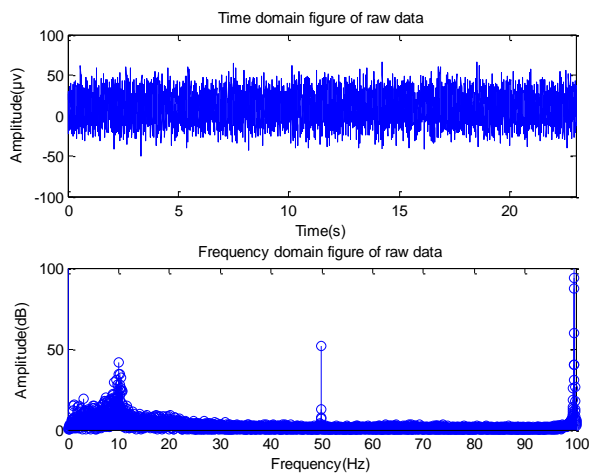 Time domain figure of raw data
100
50
0
-50
-100
Amplitude(µv)
0 5 10 15 20
Time(s)
Frequency domain figure of raw data
100
50
0
Amplitude(dB)
0 10 20 30 40 50 60 70 80 90 100
Frequency(Hz)